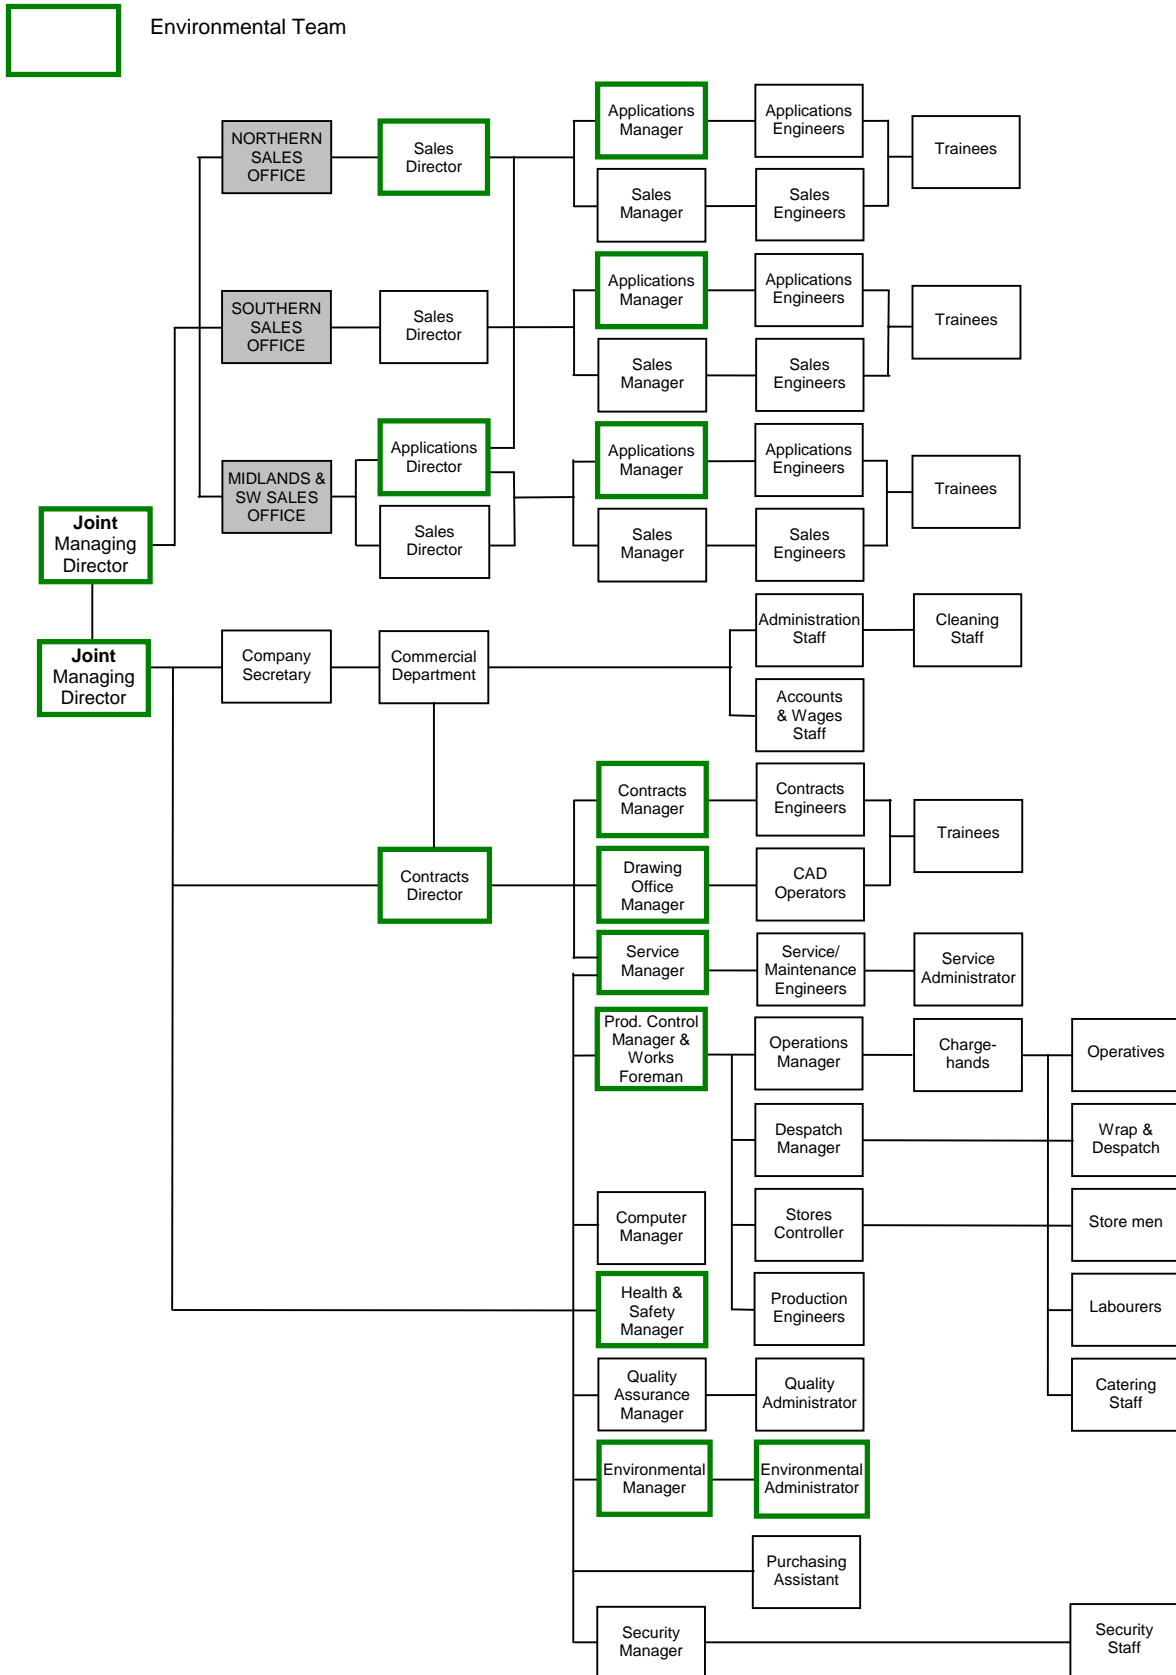 Environmental Team
NORTHERN
SALES
OFFICE
Sales
Director
Applications
Manager
Applications
Engineers
Trainees
Sales
Manager
Sales
Engineers
SOUTHERN
SALES
OFFICE
Sales
Director
Applications
Manager
Applications
Engineers
Trainees
Sales
Manager
Sales
Engineers
MIDLANDS &
SW SALES
OFFICE
Applications
Director
Sales
Director
Applications
Manager
Applications
Engineers
Trainees
Sales
Manager
Sales
Engineers
Joint
Managing
Director
Joint
Managing
Director
Company
Secretary
Commercial
Department
Administration
Staff
Cleaning
Staff
Accounts
& Wages
Staff
Contracts
Director
Contracts
Manager
Contracts
Engineers
Trainees
Drawing
Office
Manager
CAD
Operators
Service
Manager
Service/
Maintenance
Engineers
Service
Administrator
Prod. Control
Manager &
Works
Foreman
Operations
Manager
Charge-
hands
Operatives
Despatch
Manager
Wrap &
Despatch
Computer
Manager
Stores
Controller
Store men
Health &
Safety
Manager
Production
Engineers
Labourers
Quality
Assurance
Manager
Quality
Administrator
Catering
Staff
Environmental
Manager
Environmental
Administrator
Purchasing
Assistant
Security
Manager
Security
Staff